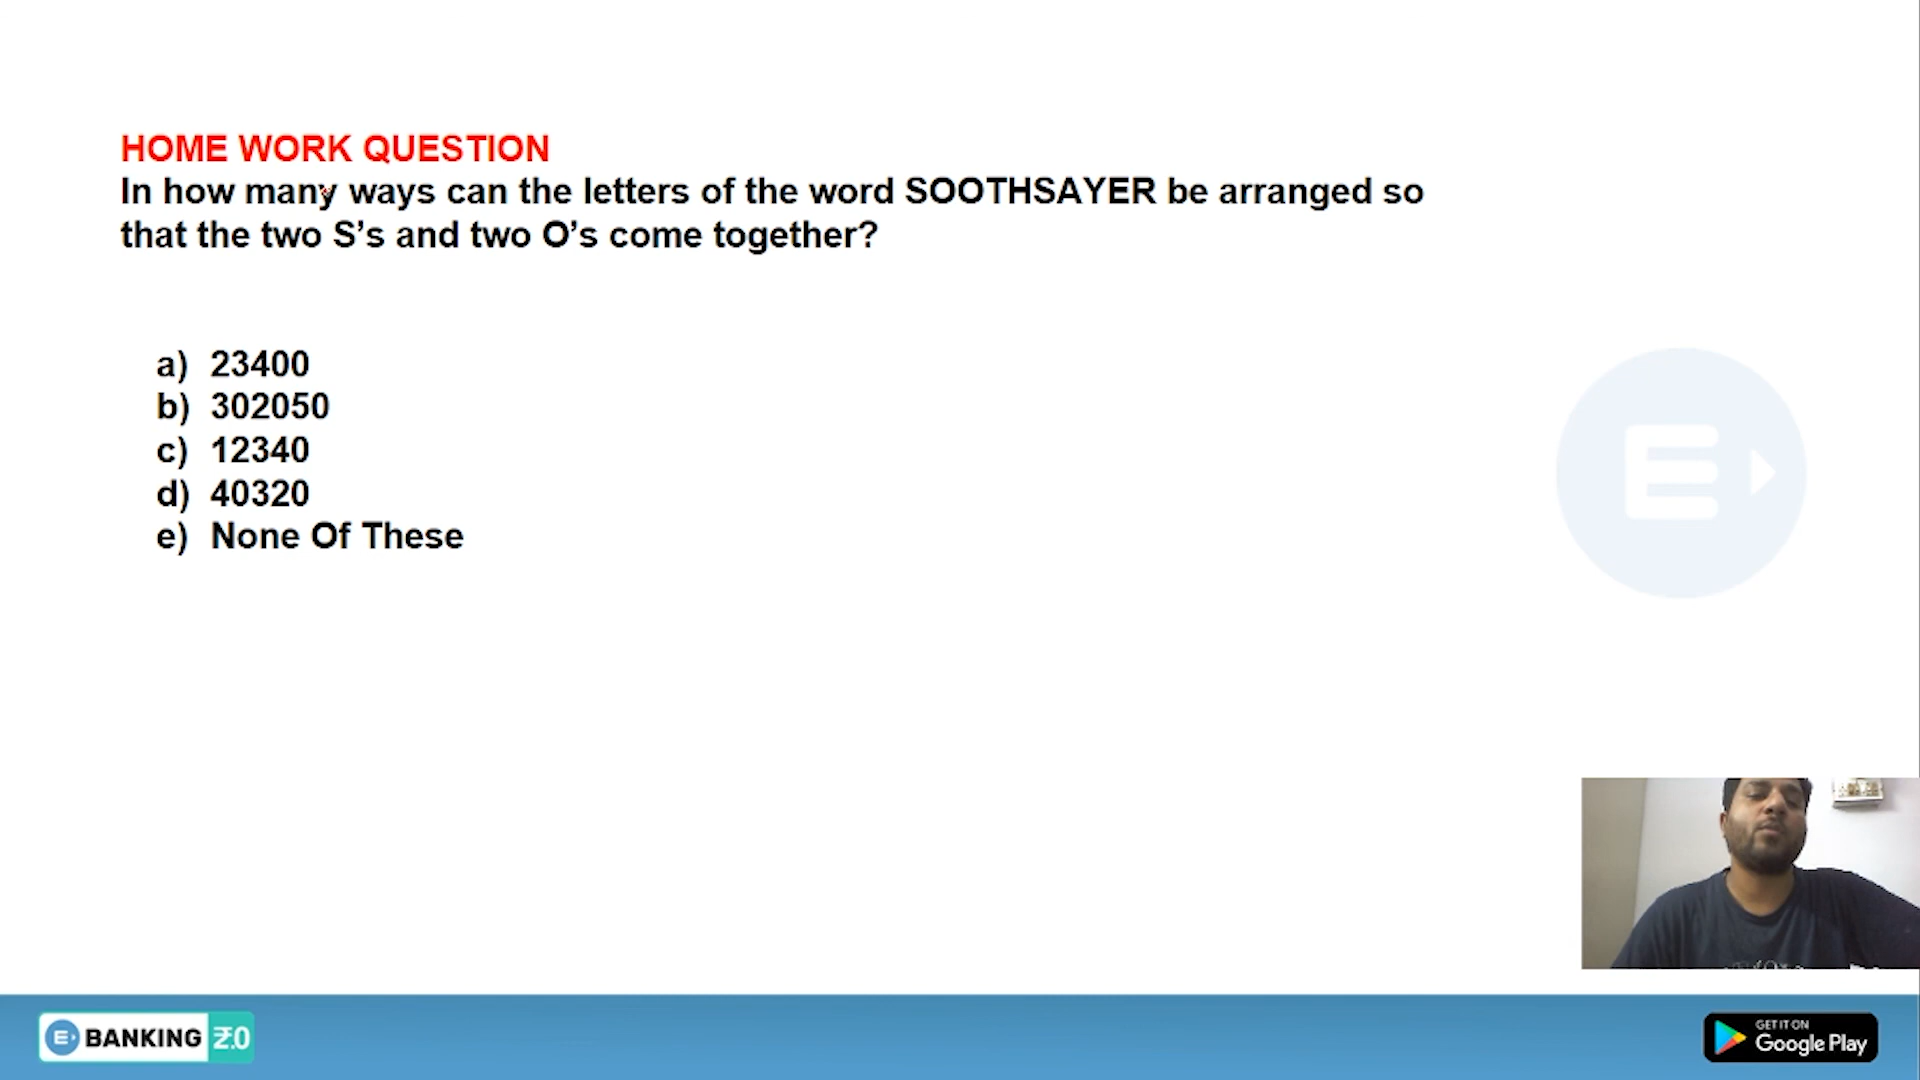 HOME WORK QUESTION
In how many ways can the letters of the word SOOTHSAYER be arranged so
that the two S’s and two O’s come together?
a) 23400
b) 302050
c) 12340
d) 40320
e) None Of These
E
E BANKING ₹2.0
GET IT ON
Google Play